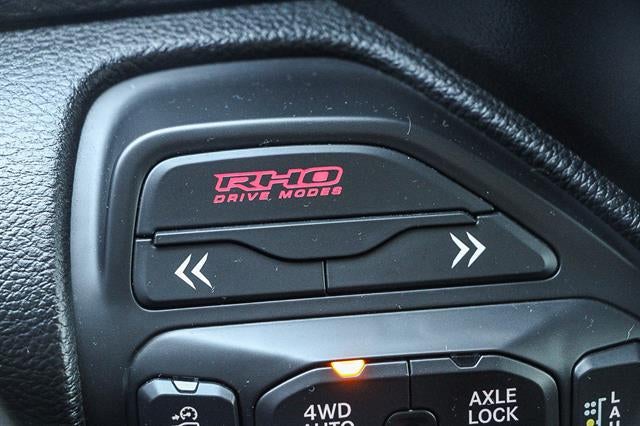 RHO
DRIVE MODES
« »
4WD
AUTO
AXLE
LOCK